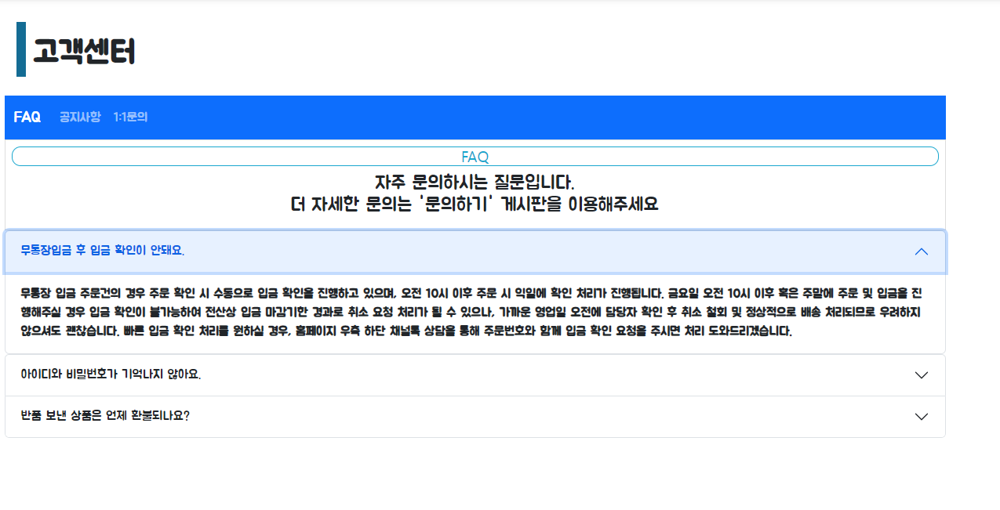 고객센터
FAQ 공지사항 1:1문의
FAQ
자주 문의하시는 질문입니다.
더 자세한 문의는 '문의하기' 게시판을 이용해주세요
무통장입금 후 입금 확인이 안돼요.
무통장 입금 주문건의 경우 주문 확인 시 수동으로 입금 확인을 진행하고 있으며, 오전 10시 이후 주문 시 익일에 확인 처리가 진행됩니다. 금요일 오전 10시 이후 혹은 주말에 주문 및 입금을 진
행해주실 경우 입금 확인이 불가능하여 전산상 입금 마감기한 경과로 취소 요청 처리가 될 수 있으나, 가까운 영업일 오전에 담당자 확인 후 취소 철회 및 정상적으로 배송 처리되므로 우려하지
않으셔도 괜찮습니다. 빠른 입금 확인 처리를 원하실 경우, 홈페이지 우측 하단 채널톡 상담을 통해 주문번호와 함께 입금 확인 요청을 주시면 처리 도와드리겠습니다.
아이디와 비밀번호가 기억나지 않아요.
반품 보낸 상품은 언제 환불되나요?